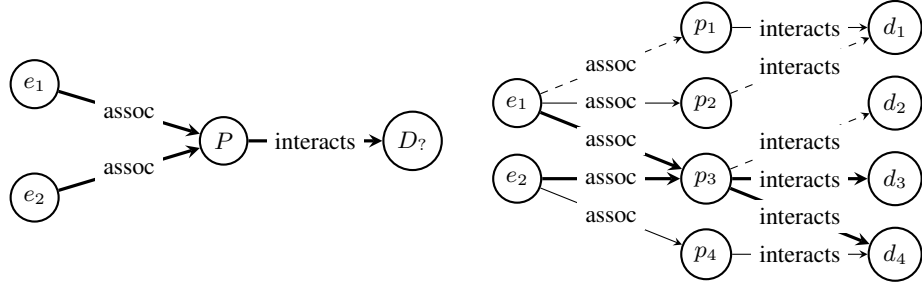 e1
assoc
P
interacts
D?
assoc
e2
p1
interacts
d1
assoc
interacts
e1
assoc
p2
d2
assoc
interacts
e2
assoc
p3
interacts
d3
assoc
interacts
p4
interacts
d4